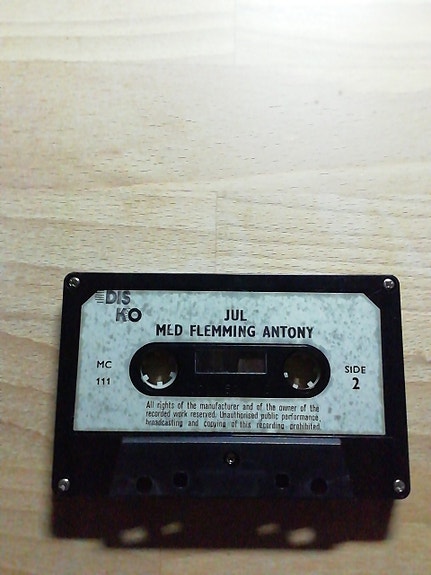 DIS
KO
JUL
MED FLEMMING ANTONY
MC
111
SIDE
2
All rights of the manufacturer and of the owner of the
recorded work reserved. Unauthorised public performance,
broadcasting and copying of this recording prohibited.